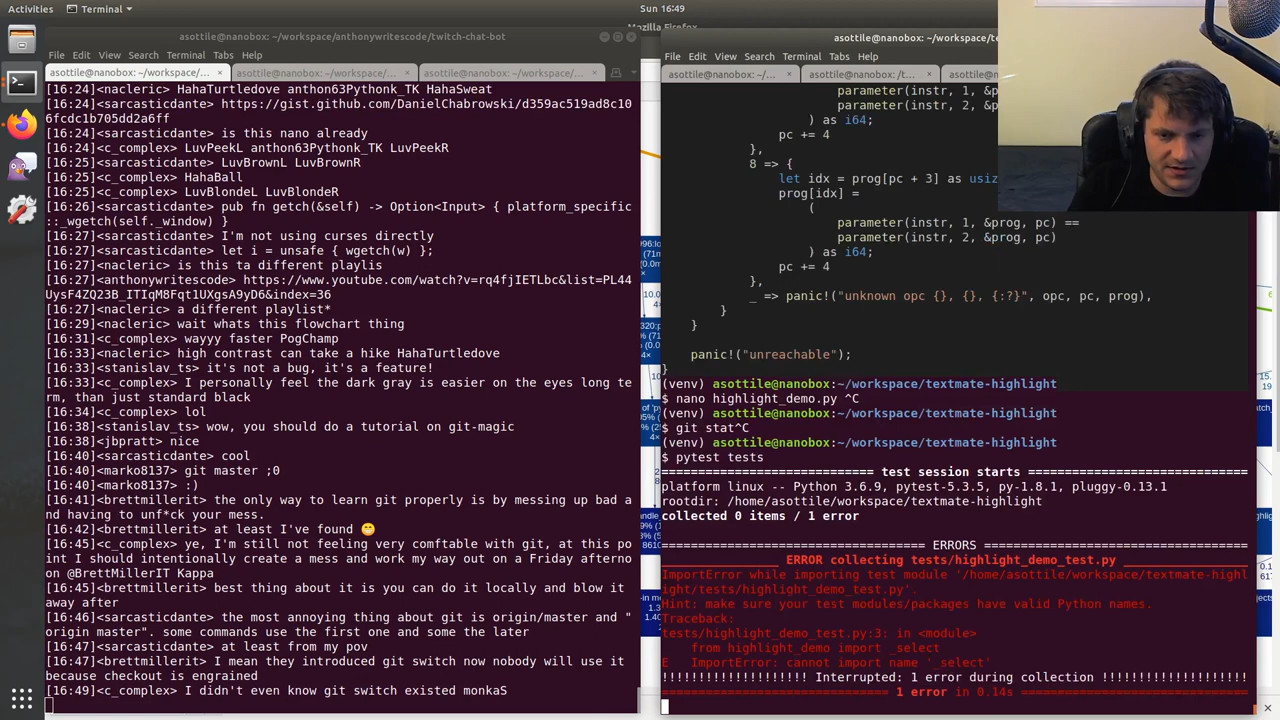 Activities
Terminal
Sun 16:49
Mozilla Firefox
asottile@nanobox: ~/workspace/anthonywritescode/twitch-chat-bot
File Edit View Search Terminal Tabs Help
asottile@nanobox: ~/workspace/... × asottile@nanobox: ~/workspace/... × asottile@nanobox: ~/workspace/... ×
[16:24]<nacleric> HahaTurtledove anthon63Pythonk_TK HahaSweat
[16:24]<sarcasticdante> https://gist.github.com/DanielChabrowski/d359ac519ad8c10
6fcdc1b705dd2a6ff
[16:24]<sarcasticdante> is this nano already
[16:24]<c_complex> LuvPeekL anthon63Pythonk_TK LuvPeekR
[16:25]<sarcasticdante> LuvBrownL LuvBrownR
[16:25]<c_complex> HahaBall
[16:25]<c_complex> LuvBlondeL LuvBlondeR
[16:26]<sarcasticdante> pub fn getch(&self) -> Option<Input> { platform_specific
::_wgetch(self._window) }
[16:27]<sarcasticdante> I'm not using curses directly
[16:27]<sarcasticdante> let i = unsafe { wgetch(w) };
[16:27]<nacleric> is this ta different playlis
[16:27]<anthonywritescode> https://www.youtube.com/watch?v=rq4fjIETLbc&list=PL44
UysF4ZQ23B_ITIqM8Fqt1UXgsA9yD6&index=36
[16:27]<nacleric> a different playlist*
[16:29]<nacleric> wait whats this flowchart thing
[16:31]<c_complex> wayyy faster PogChamp
[16:33]<nacleric> high contrast can take a hike HahaTurtledove
[16:33]<stanislav_ts> it's not a bug, it's a feature!
[16:33]<c_complex> I personally feel the dark gray is easier on the eyes long te
rm, than just standard black
[16:34]<c_complex> lol
[16:34]<stanislav_ts> wow, you should do a tutorial on git-magic
[16:38]<jbpratt> nice
[16:38]<sarcasticdante> cool
[16:40]<marko8137> git master ;0
[16:40]<marko8137> :)
[16:41]<brettmillerit> the only way to learn git properly is by messing up bad a
nd having to unf*ck your mess.
[16:42]<brettmillerit> at least I've found 😁
[16:45]<c_complex> ye, I'm still not feeling very comftable with git, at this po
int I should intentionally create a mess and work my way out on a Friday afterno
on @BrettMillerIT Kappa
[16:45]<brettmillerit> best thing about it is you can do it locally and blow it
away after
[16:46]<sarcasticdante> the most annoying thing about git is origin/master and "
origin master". some commands use the first one and some the later
[16:47]<sarcasticdante> at least from my pov
[16:47]<brettmillerit> I mean they introduced git switch now nobody will use it
because checkout is engrained
[16:49]<c_complex> I didn't even know git switch existed monkaS
asottile@nanobox: ~/workspace/te
File Edit View Search Terminal Tabs Help
asottile@nanobox: ~/... × asottile@nanobox: /t... × asottile@nano
parameter(instr, 1, &p
parameter(instr, 2, &p
) as i64;
pc += 4
},
8 => {
let idx = prog[pc + 3] as usiz
prog[idx] =
(
parameter(instr, 1, &prog, pc) ==
parameter(instr, 2, &prog, pc)
) as i64;
pc += 4
},
_ => panic!("unknown opc {}, {}, {:?}", opc, pc, prog),
}
}
panic!("unreachable");
}
(venv) asottile@nanobox:~/workspace/textmate-highlight
$ nano highlight_demo.py ^C
(venv) asottile@nanobox:~/workspace/textmate-highlight
$ git stat^C
(venv) asottile@nanobox:~/workspace/textmate-highlight
$ pytest tests
============================= test session starts ==============================
platform linux -- Python 3.6.9, pytest-5.3.5, py-1.8.1, pluggy-0.13.1
rootdir: /home/asottile/workspace/textmate-highlight
collected 0 items / 1 error
==================================== ERRORS ====================================
________________ ERROR collecting tests/highlight_demo_test.py _________________
ImportError while importing test module '/home/asottile/workspace/textmate-highl
ight/tests/highlight_demo_test.py'.
Hint: make sure your test modules/packages have valid Python names.
Traceback:
tests/highlight_demo_test.py:3: in <module>
from highlight_demo import _select
E ImportError: cannot import name '_select'
!!!!!!!!!!!!!!!!!!!! Interrupted: 1 error during collection !!!!!!!!!!!!!!!!!!!!
=============================== 1 error in 0.14s ===============================